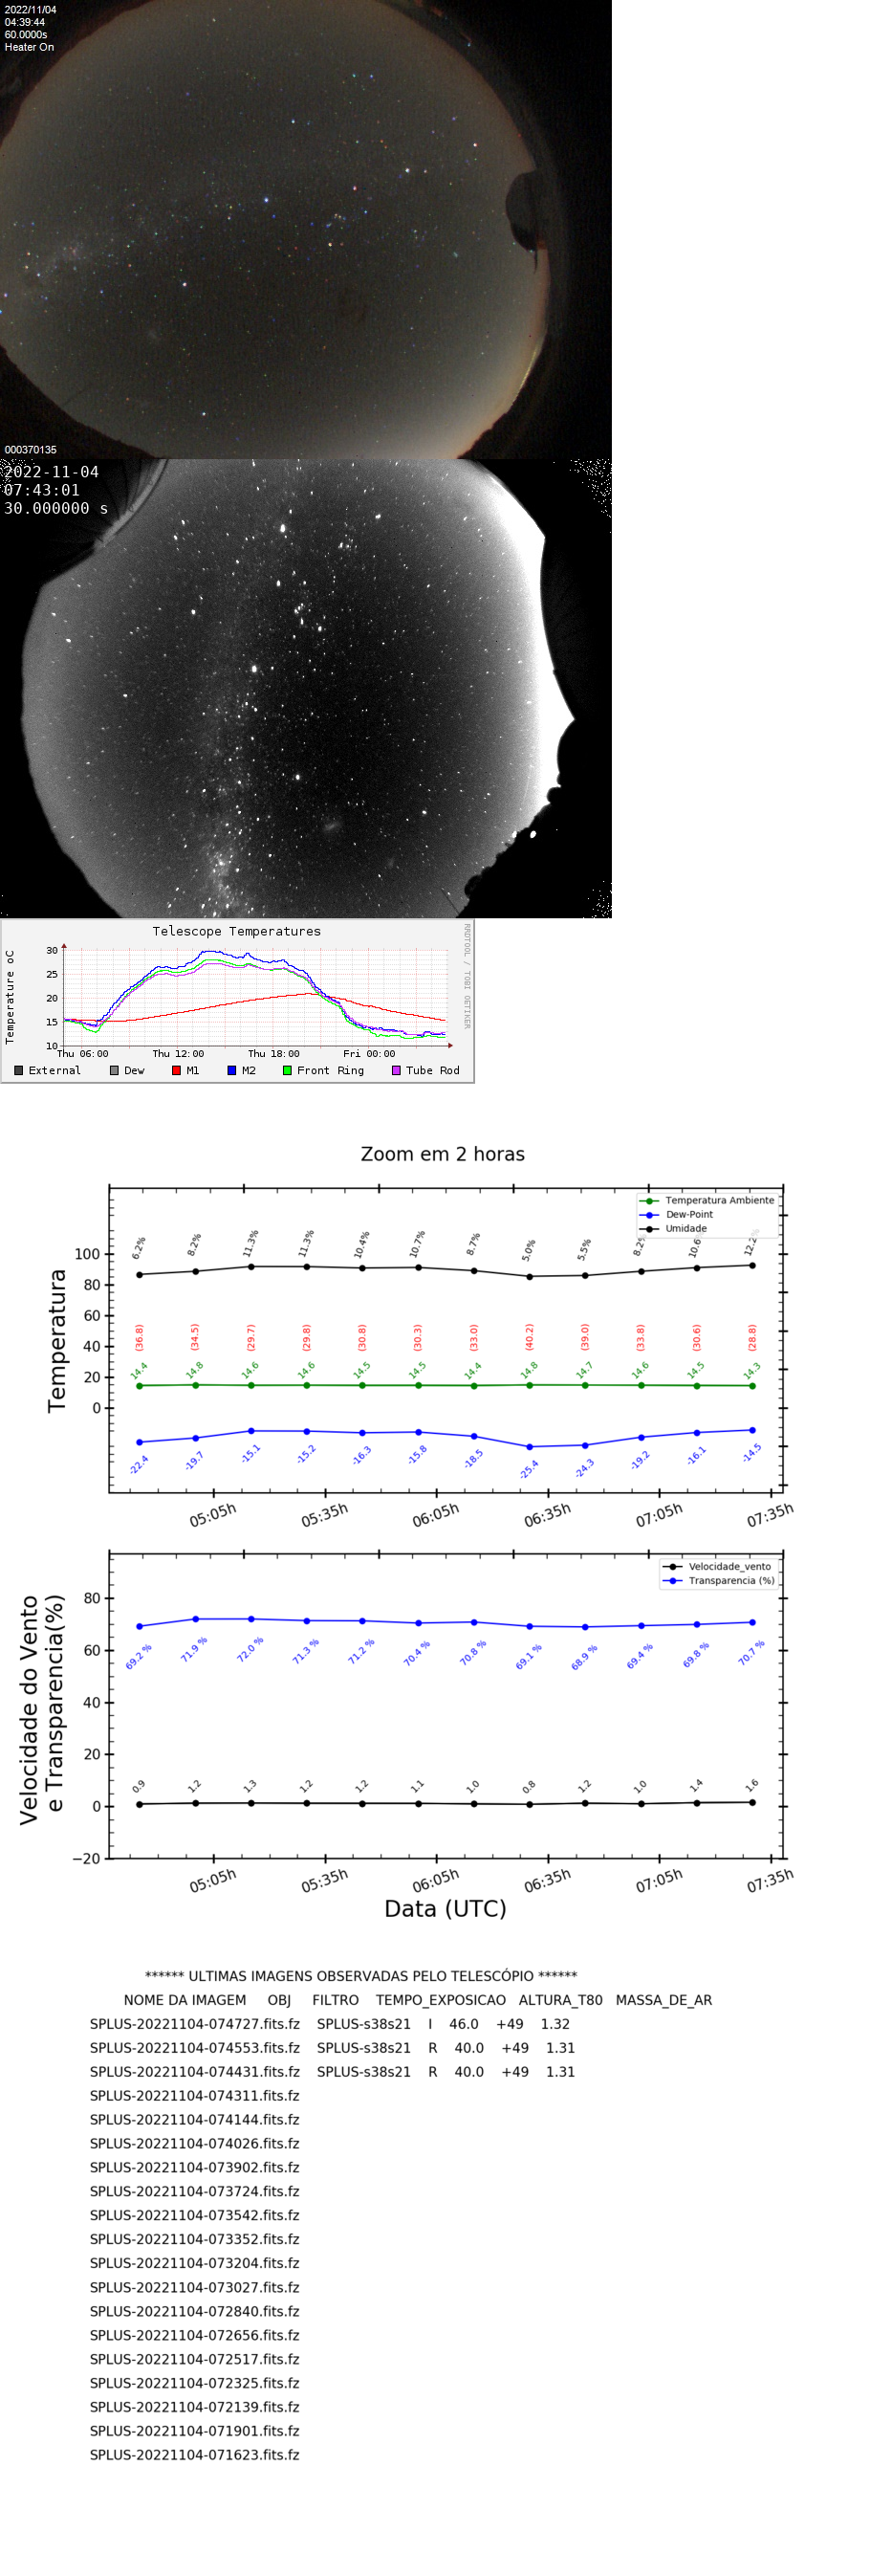 2022/11/04
04:39:44
60.0000s
Heater On
000370135
2022-11-04
07:43:01
30.000000 s
Telescope Temperatures
RRDTOOL / TOBI OETIKER
Temperature oC
30
25
20
15
10
Thu 06:00 Thu 12:00 Thu 18:00 Fri 00:00
External Dew M1 M2 Front Ring Tube Rod
Zoom em 2 horas
Temperatura Ambiente
Dew-Point
Umidade
Temperatura
100
80
60
40
20
0
6.2% 8.2% 11.3% 11.3% 10.4% 10.7% 8.7% 5.0% 5.5% 8.2% 10.6% 12.2%
(36.8) (34.5) (29.7) (29.8) (30.8) (30.3) (33.0) (40.2) (39.0) (33.8) (30.6) (28.8)
14.4 14.8 14.6 14.6 14.5 14.5 14.4 14.8 14.7 14.6 14.5 14.3
-22.4 -19.7 -15.1 -15.2 -16.3 -15.8 -18.5 -25.4 -24.3 -19.2 -16.1 -14.5
05:05h 05:35h 06:05h 06:35h 07:05h 07:35h
Velocidade_vento
Transparencia (%)
Velocidade do Vento
e Transparencia(%)
80
60
40
20
0
−20
69.2 % 71.9 % 72.0 % 71.3 % 71.2 % 70.4 % 70.8 % 69.1 % 68.9 % 69.4 % 69.8 % 70.7 %
0.9 1.2 1.3 1.2 1.2 1.1 1.0 0.8 1.2 1.0 1.4 1.6
05:05h 05:35h 06:05h 06:35h 07:05h 07:35h
Data (UTC)
****** ULTIMAS IMAGENS OBSERVADAS PELO TELESCÓPIO ******
NOME DA IMAGEM OBJ FILTRO TEMPO_EXPOSICAO ALTURA_T80 MASSA_DE_AR
SPLUS-20221104-074727.fits.fz SPLUS-s38s21 I 46.0 +49 1.32
SPLUS-20221104-074553.fits.fz SPLUS-s38s21 R 40.0 +49 1.31
SPLUS-20221104-074431.fits.fz SPLUS-s38s21 R 40.0 +49 1.31
SPLUS-20221104-074311.fits.fz
SPLUS-20221104-074144.fits.fz
SPLUS-20221104-074026.fits.fz
SPLUS-20221104-073902.fits.fz
SPLUS-20221104-073724.fits.fz
SPLUS-20221104-073542.fits.fz
SPLUS-20221104-073352.fits.fz
SPLUS-20221104-073204.fits.fz
SPLUS-20221104-073027.fits.fz
SPLUS-20221104-072840.fits.fz
SPLUS-20221104-072656.fits.fz
SPLUS-20221104-072517.fits.fz
SPLUS-20221104-072325.fits.fz
SPLUS-20221104-072139.fits.fz
SPLUS-20221104-071901.fits.fz
SPLUS-20221104-071623.fits.fz